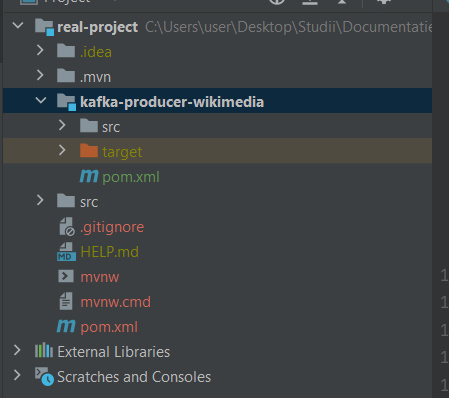 Project
real-project C:\Users\user\Desktop\Studii\Documentatie
.idea
.mvn
kafka-producer-wikimedia
src
target
pom.xml
src
.gitignore
HELP.md
mvnw
mvnw.cmd
pom.xml
External Libraries
Scratches and Consoles